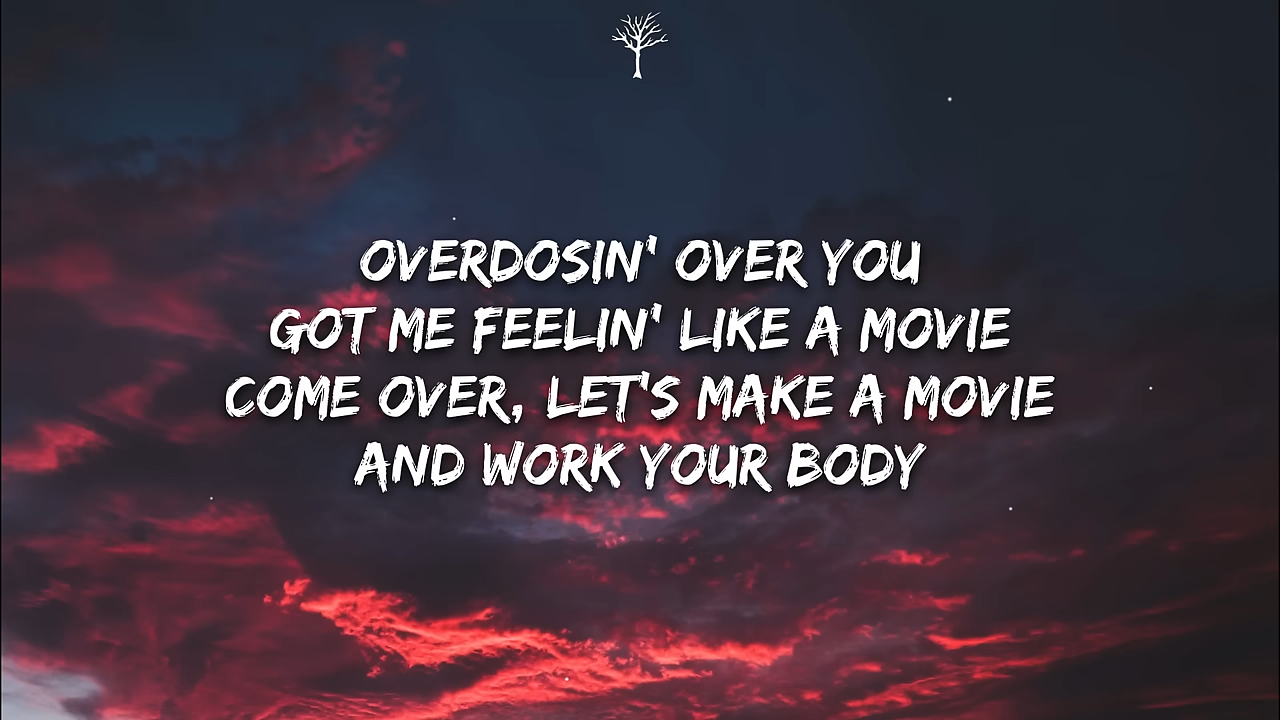 OVERDOSIN' OVER YOU
GOT ME FEELIN' LIKE A MOVIE
COME OVER, LET'S MAKE A MOVIE
AND WORK YOUR BODY